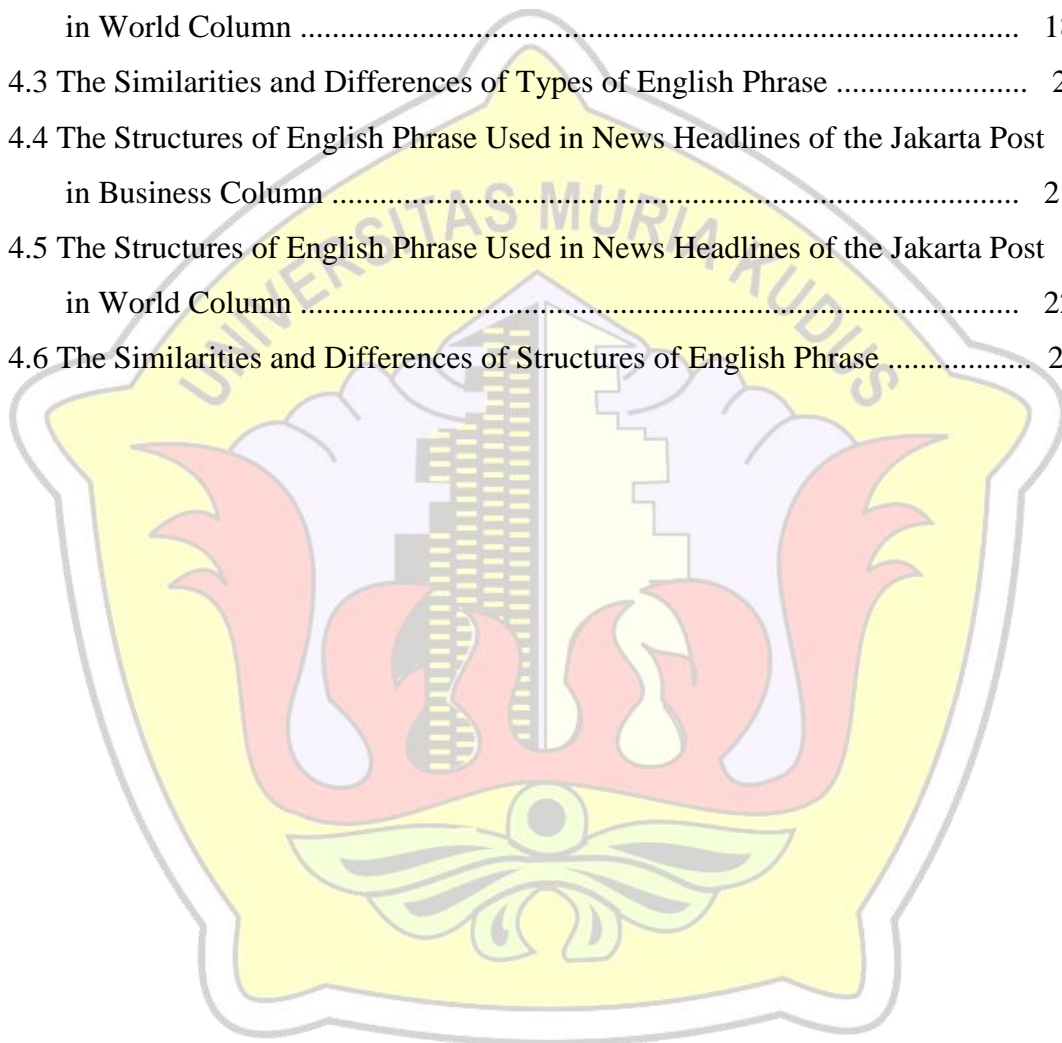 in World Column ........................................................................................
4.3 The Similarities and Differences of Types of English Phrase ........................
4.4 The Structures of English Phrase Used in News Headlines of the Jakarta Post
in Business Column ....................................................................................
4.5 The Structures of English Phrase Used in News Headlines of the Jakarta Post
in World Column ........................................................................................
4.6 The Similarities and Differences of Structures of English Phrase ..................
UNIVERSITAS MURIA KUDUS